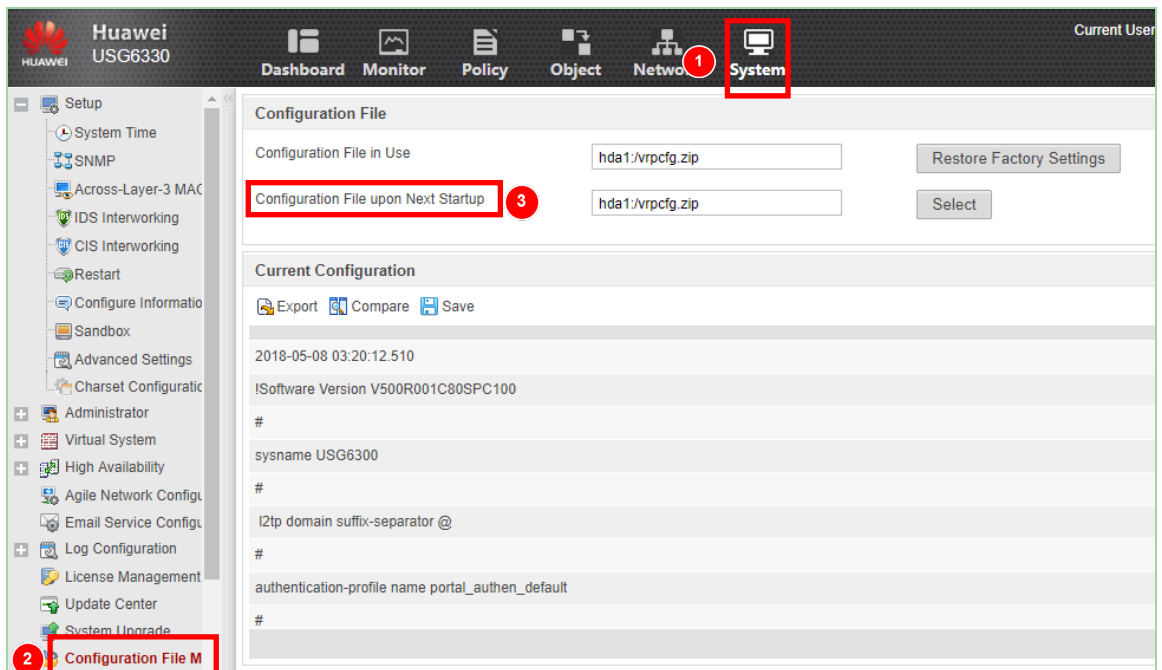 Huawei
USG6330
HUAWEI
Dashboard Monitor Policy Object Netwo 1 System
Current User
Setup
System Time
SNMP
Across-Layer-3 MAC
IDS Interworking
CIS Interworking
Restart
Configure Informatio
Sandbox
Advanced Settings
Charset Configuratic
Administrator
Virtual System
High Availability
Agile Network Configu
Email Service Configu
Log Configuration
License Management
Update Center
System Upgrade
2 Configuration File M
Configuration File
Configuration File in Use hda1:/vrpcfg.zip Restore Factory Settings
Configuration File upon Next Startup 3 hda1:/vrpcfg.zip Select
Current Configuration
Export Compare Save
2018-05-08 03:20:12.510
!Software Version V500R001C80SPC100
#
sysname USG6300
#
l2tp domain suffix-separator @
#
authentication-profile name portal_authen_default
#